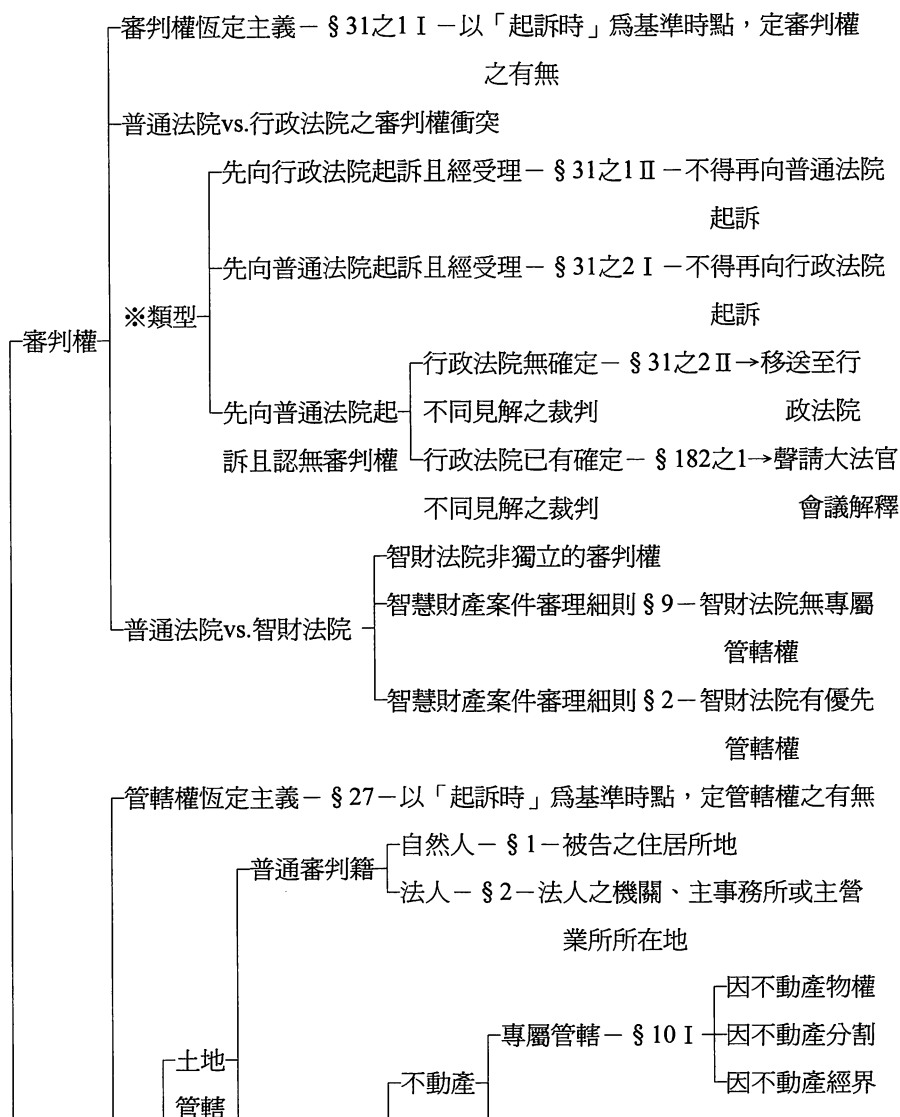 審判權恆定主義－§31之1Ⅰ－以「起訴時」為基準時點，定審判權
之有無
普通法院vs.行政法院之審判權衝突
先向行政法院起訴且經受理－§31之1Ⅱ－不得再向普通法院
起訴
先向普通法院起訴且經受理－§31之2Ⅰ－不得再向行政法院
※類型
起訴
審判權
行政法院無確定－§31之2Ⅱ→移送至行
先向普通法院起
不同見解之裁判
政法院
訴且認無審判權
行政法院已有確定－§182之1→聲請大法官
不同見解之裁判
會議解釋
智財法院非獨立的審判權
普通法院vs.智財法院
智慧財產案件審理細則§9－智財法院無專屬
管轄權
智慧財產案件審理細則§2－智財法院有優先
管轄權
管轄權恆定主義－§27－以「起訴時」為基準時點，定管轄權之有無
普通審判籍
自然人－§1－被告之住居所地
法人－§2－法人之機關、主事務所或主營
業所所在地
土地
管轄
不動產
專屬管轄－§10Ⅰ
因不動產物權
因不動產分割
因不動產經界